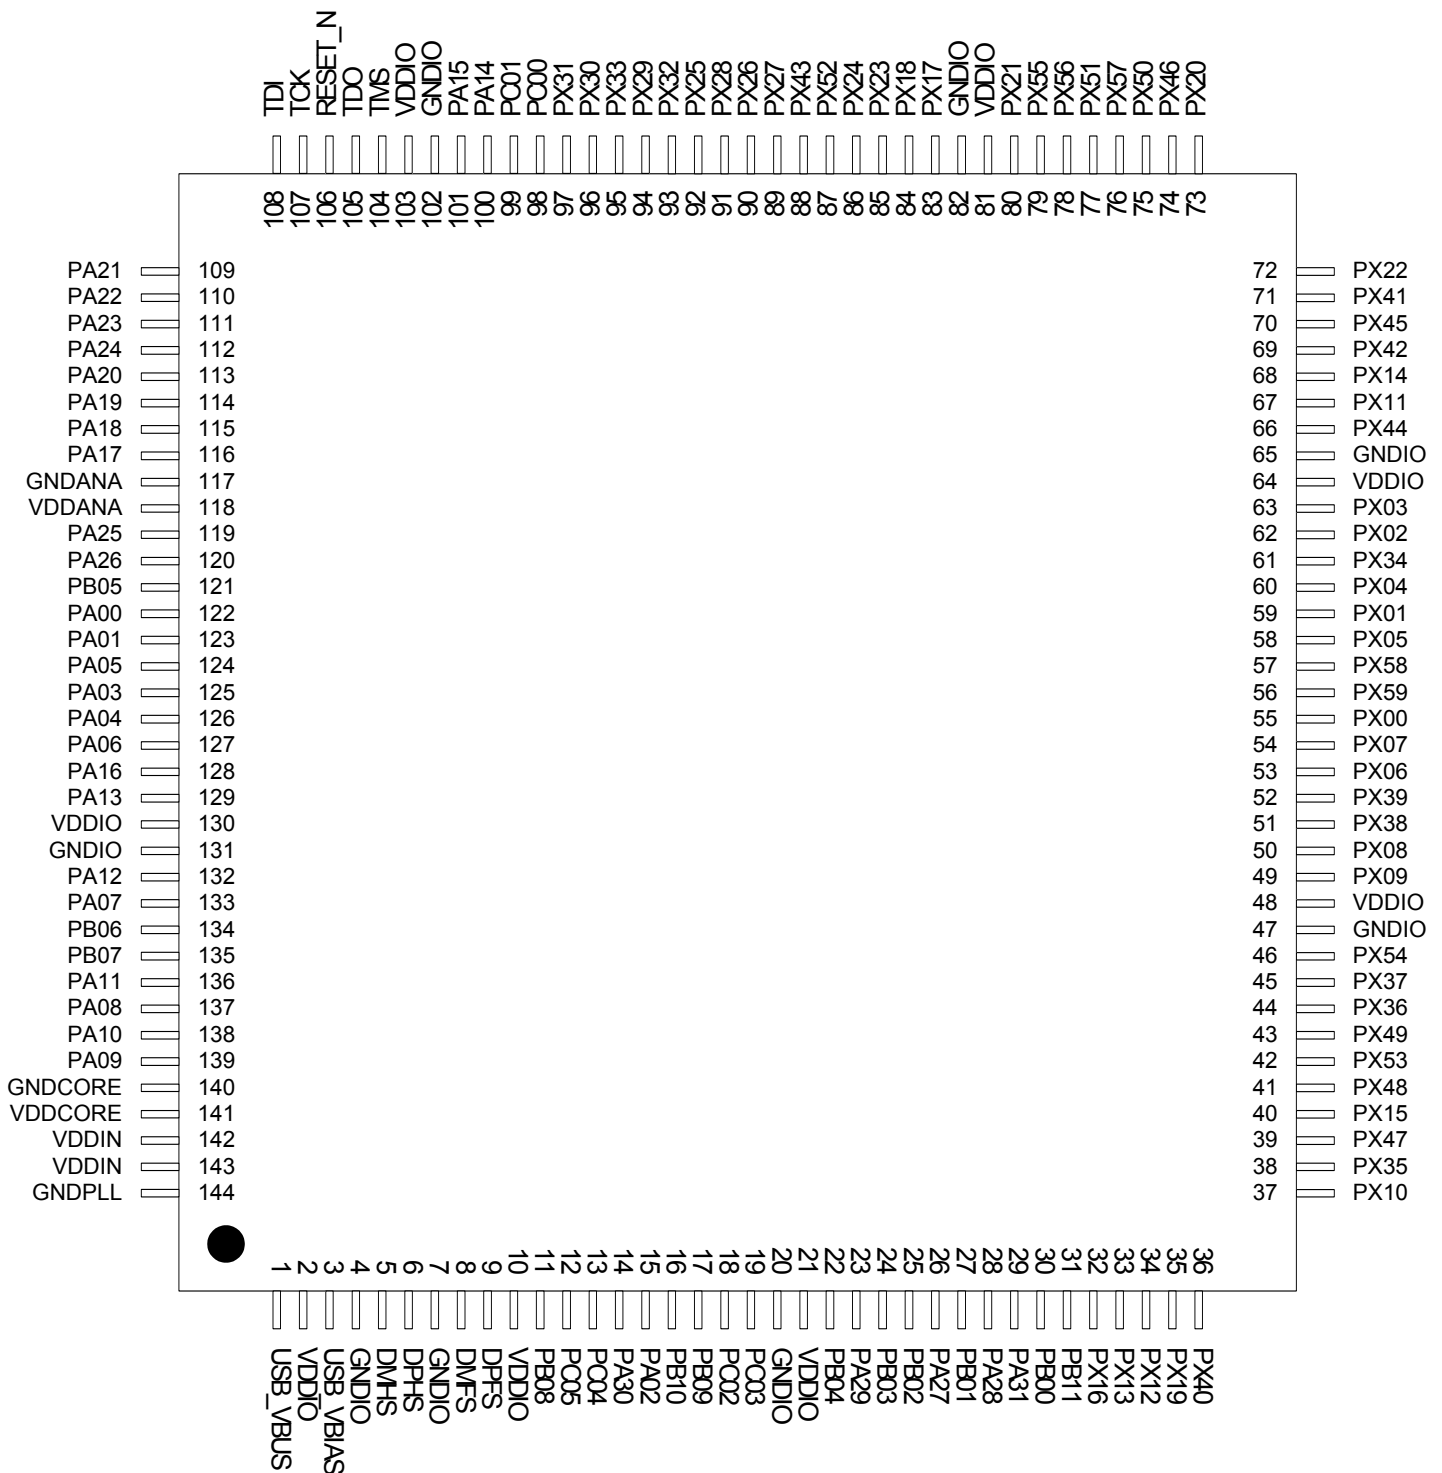 TDI
TCK
RESET_N
TDO
TMS
VDDIO
GNDIO
PA15
PA14
PC01
PC00
PX31
PX30
PX33
PX29
PX32
PX25
PX28
PX26
PX27
PX43
PX52
PX24
PX23
PX18
PX17
GNDIO
VDDIO
PX21
PX55
PX56
PX51
PX57
PX50
PX46
PX20
108
107
106
105
104
103
102
101
100
99
98
97
96
95
94
93
92
91
90
89
88
87
86
85
84
83
82
81
80
79
78
77
76
75
74
73
PA21 109
PA22 110
PA23 111
PA24 112
PA20 113
PA19 114
PA18 115
PA17 116
GNDANA 117
VDDANA 118
PA25 119
PA26 120
PB05 121
PA00 122
PA01 123
PA05 124
PA03 125
PA04 126
PA06 127
PA16 128
PA13 129
VDDIO 130
GNDIO 131
PA12 132
PA07 133
PB06 134
PB07 135
PA11 136
PA08 137
PA10 138
PA09 139
GNDCORE 140
VDDCORE 141
VDDIN 142
VDDIN 143
GNDPLL 144
72 PX22
71 PX41
70 PX45
69 PX42
68 PX14
67 PX11
66 PX44
65 GNDIO
64 VDDIO
63 PX03
62 PX02
61 PX34
60 PX04
59 PX01
58 PX05
57 PX58
56 PX59
55 PX00
54 PX07
53 PX06
52 PX39
51 PX38
50 PX08
49 PX09
48 VDDIO
47 GNDIO
46 PX54
45 PX37
44 PX36
43 PX49
42 PX53
41 PX48
40 PX15
39 PX47
38 PX35
37 PX10
1
2
3
4
5
6
7
8
9
10
11
12
13
14
15
16
17
18
19
20
21
22
23
24
25
26
27
28
29
30
31
32
33
34
35
36
USB_VBUS
VDDIO
USB_VBIAS
GNDIO
DMHS
DPHS
GNDIO
DMFS
DPFS
VDDIO
PB08
PC05
PC04
PA30
PA02
PB10
PB09
PC02
PC03
GNDIO
VDDIO
PB04
PA29
PB03
PB02
PA27
PB01
PA28
PA31
PB00
PB11
PX16
PX13
PX12
PX19
PX40